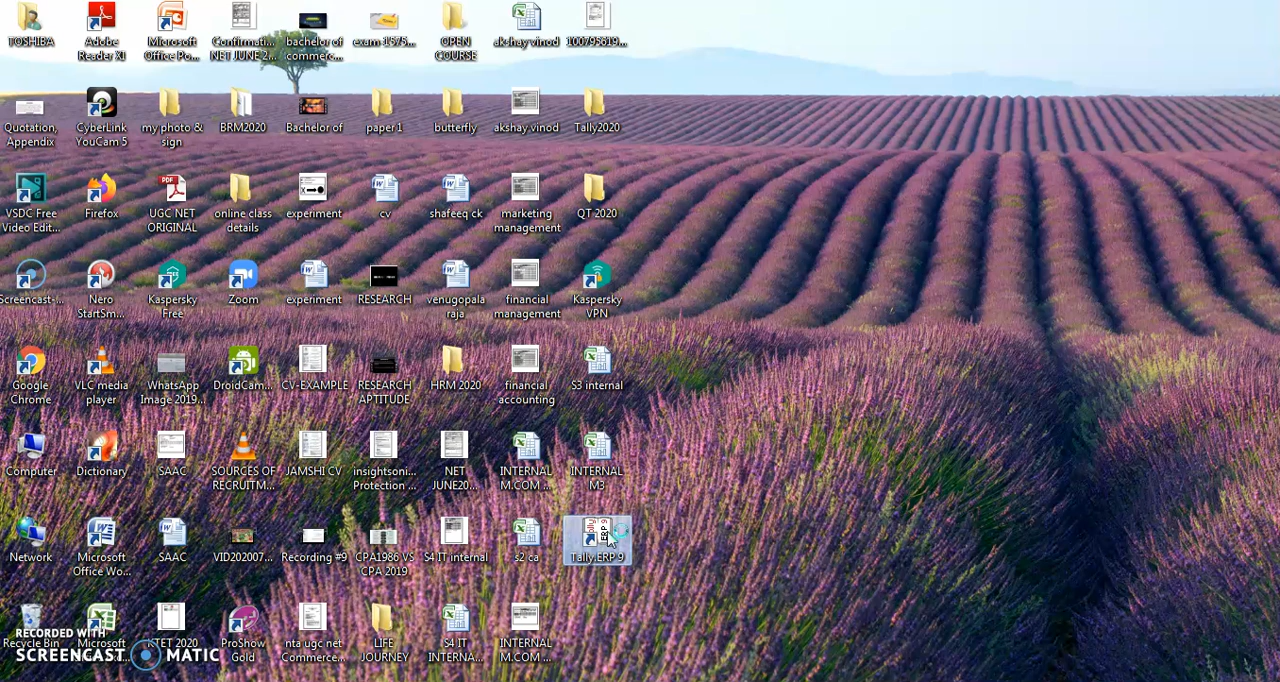 TOSHIBA
Adobe
Reader XI
Microsoft
Office Po...
Confirmati...
NET JUNE 2...
bachelor of
commerc...
exam-1575...
OPEN
COURSE
akshay vinod
100795819...
Quotation,
Appendix
CyberLink
YouCam 5
my photo &
sign
BRM2020
Bachelor of
paper 1
butterfly
akshay vinod
Tally2020
VSDC Free
Video Edit...
Firefox
PDF
UGC NET
ORIGINAL
online class
details
experiment
cv
shafeeq ck
marketing
management
QT 2020
Screencast-...
Nero
StartSm...
Kaspersky
Free
Zoom
experiment
RESEARCH
venugopala
raja
financial
management
Kaspersky
VPN
Google
Chrome
VLC media
player
WhatsApp
Image 2019...
DroidCam...
CV-EXAMPLE
RESEARCH
APTITUDE
HRM 2020
financial
accounting
S3 internal
Computer
Dictionary
SAAC
SOURCES OF
RECRUITM...
JAMSHI CV
insightsoni...
Protection ...
NET
JUNE20...
INTERNAL
M.COM ...
INTERNAL
M3
Network
Microsoft
Office Wo...
SAAC
VID202007...
Recording #9
CPA1986 VS
CPA 2019
S4 IT internal
s2 ca
Tally.ERP 9
Recycle Bin
Microsoft
KTET 2020
ProShow
Gold
nta ugc net
Commerce...
LIFE
JOURNEY
S4 IT
INTERNA...
INTERNAL
M.COM ...
RECORDED WITH
SCREENCAST MATIC